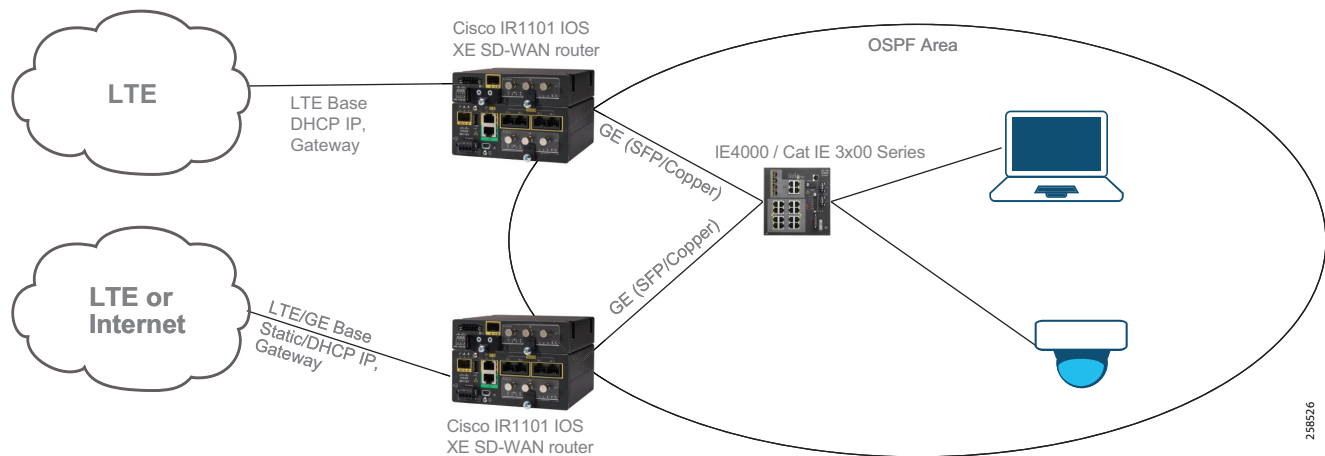 Cisco IR1101 IOS
XE SD-WAN router
OSPF Area
LTE
LTE Base
DHCP IP,
Gateway
GE (SFP/Copper)
IE4000 / Cat IE 3x00 Series
GE (SFP/Copper)
LTE or
Internet
LTE/GE Base
Static/DHCP IP,
Gateway
Cisco IR1101 IOS
XE SD-WAN router
258526